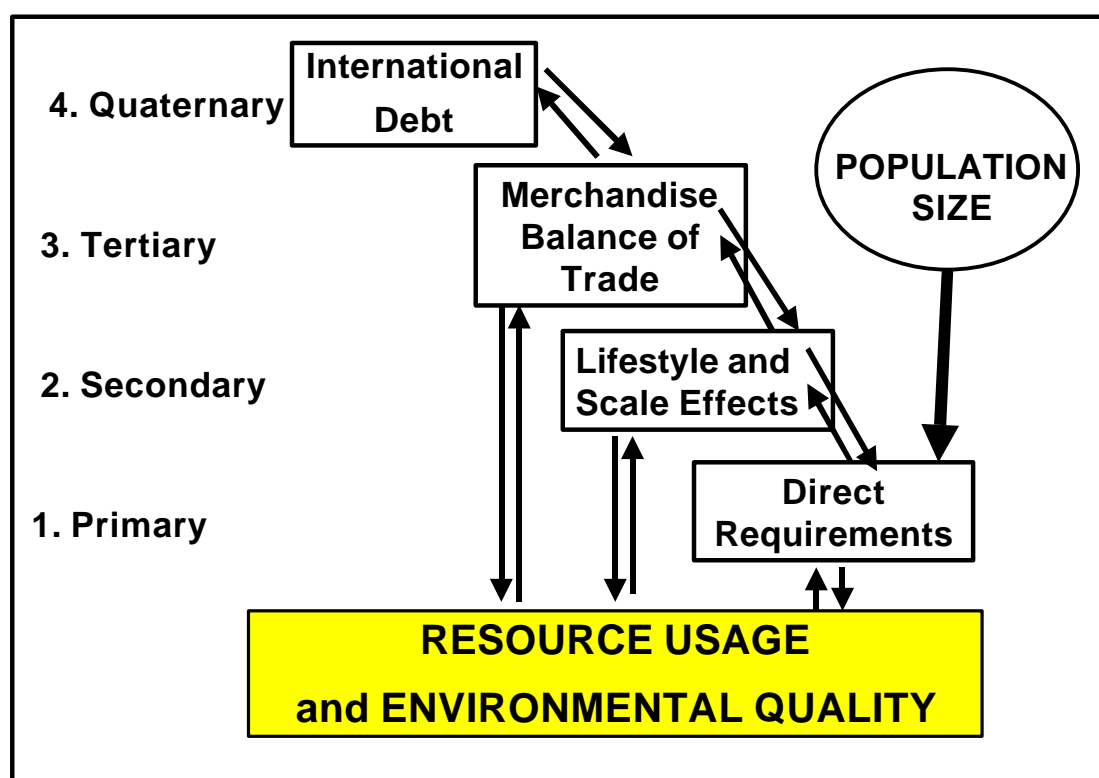 International
Debt
4. Quaternary
POPULATION
SIZE
Merchandise
Balance of
Trade
3. Tertiary
Lifestyle and
Scale Effects
2. Secondary
Direct
Requirements
1. Primary
RESOURCE USAGE
and ENVIRONMENTAL QUALITY